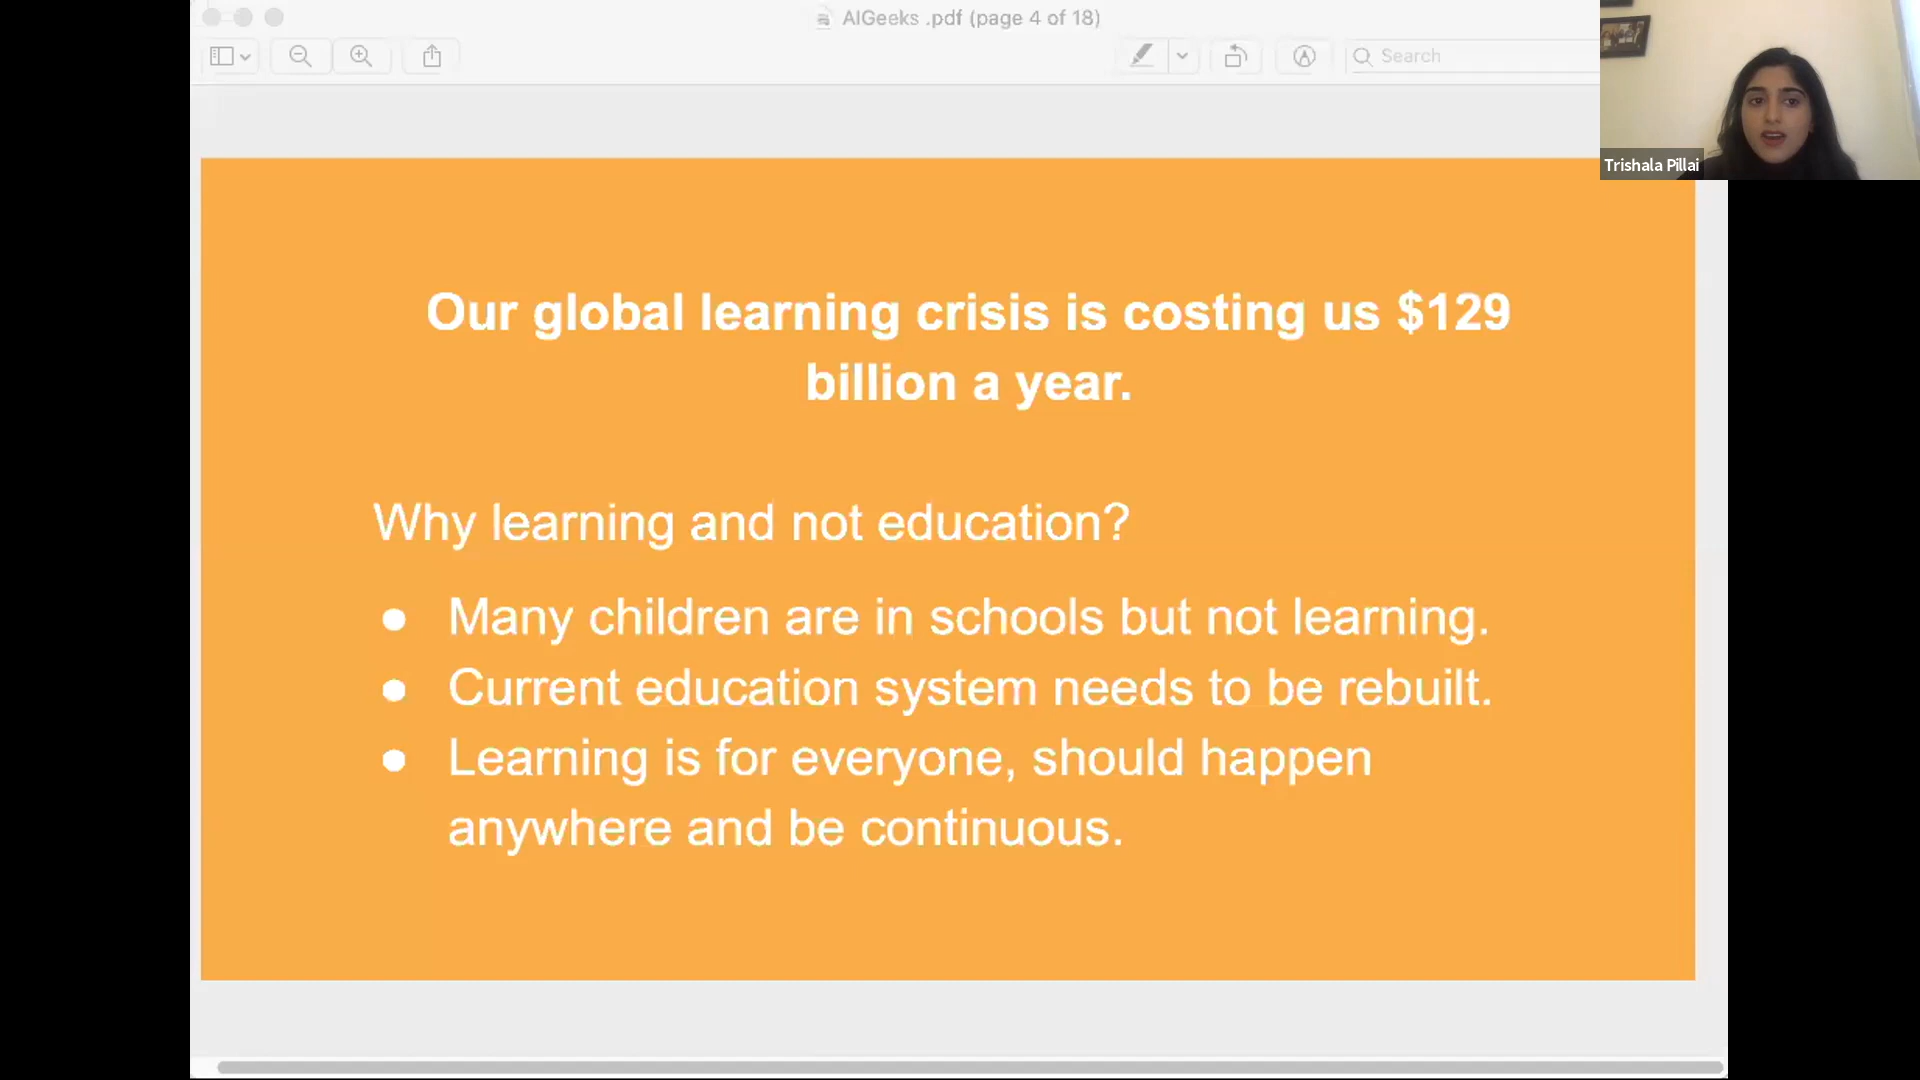 AIGeeks .pdf (page 4 of 18)
Search
Trishala Pillai
Our global learning crisis is costing us $129
billion a year.
Why learning and not education?
● Many children are in schools but not learning.
● Current education system needs to be rebuilt.
● Learning is for everyone, should happen
anywhere and be continuous.